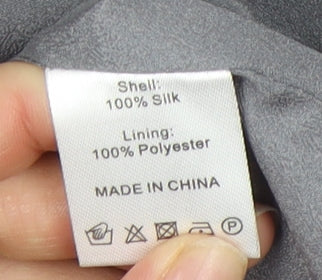 Shell:
100% Silk
Lining:
100% Polyester
MADE IN CHINA
P